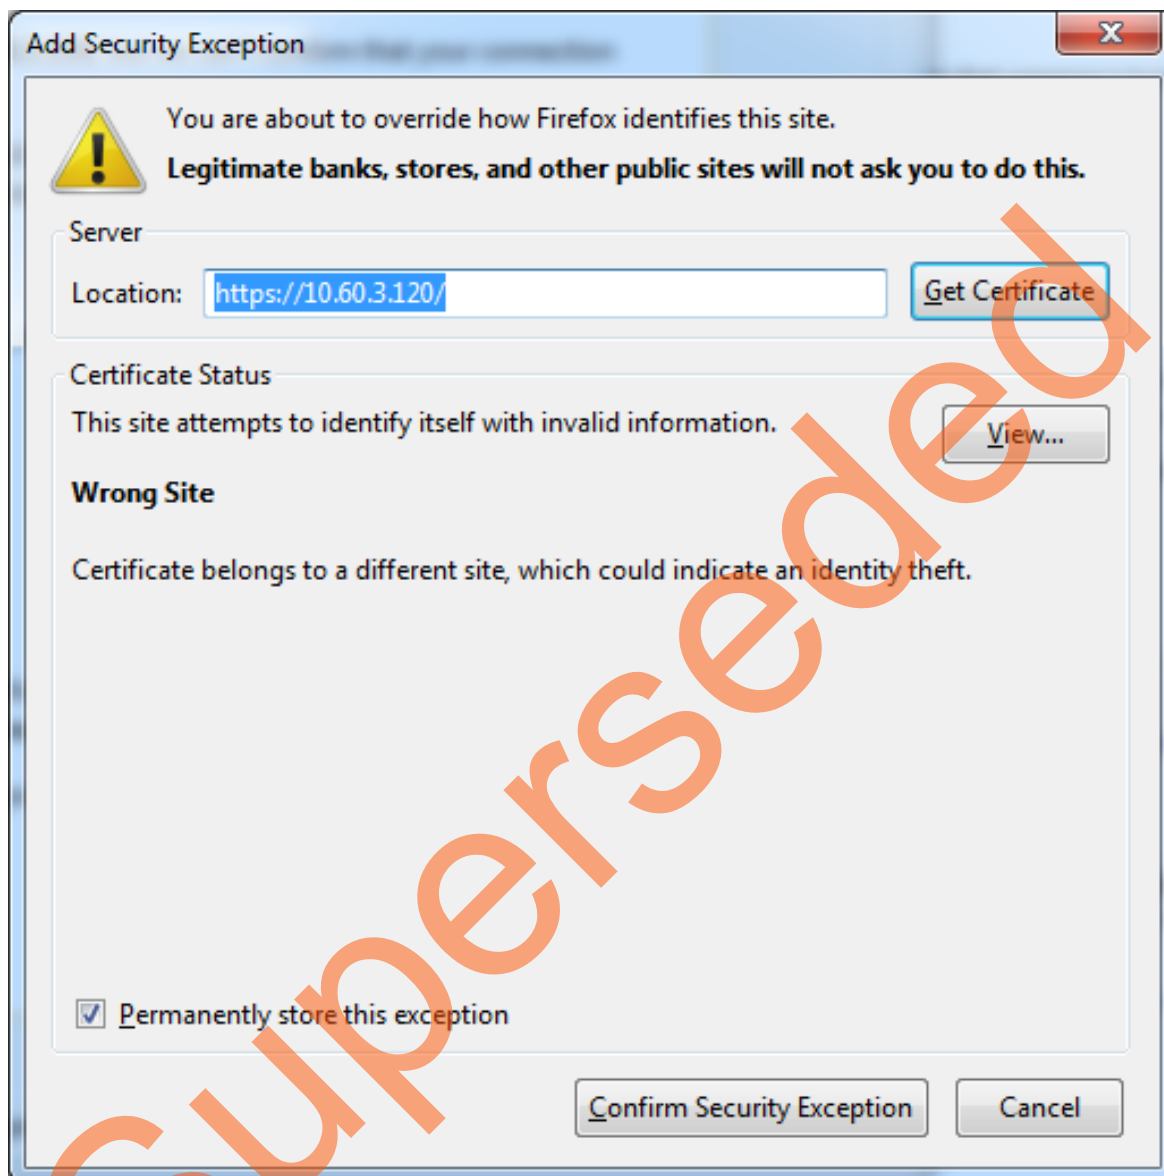 Add Security Exception
You are about to override how Firefox identifies this site.
Legitimate banks, stores, and other public sites will not ask you to do this.
Server
Location: https://10.60.3.120/ Get Certificate
Certificate Status
This site attempts to identify itself with invalid information.
View...
Wrong Site
Certificate belongs to a different site, which could indicate an identity theft.
Permanently store this exception
Confirm Security Exception Cancel
Superseded